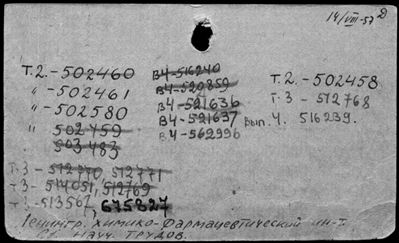 14/VIII-57 Д
Т.2.-502460 В4-516240 Т.2.-502458
" -502461 В4-520859 Т-3 - 512768
" -502580 В4-521636 Вып.4. 516239.
" 502459 В4-521637
503483 В4-562996
Т-3-512770, 512771
Т-3-514051, 512769
513567, 675827
Ленингр. химико-фармацевтический ин-т.
Науч. трудов.